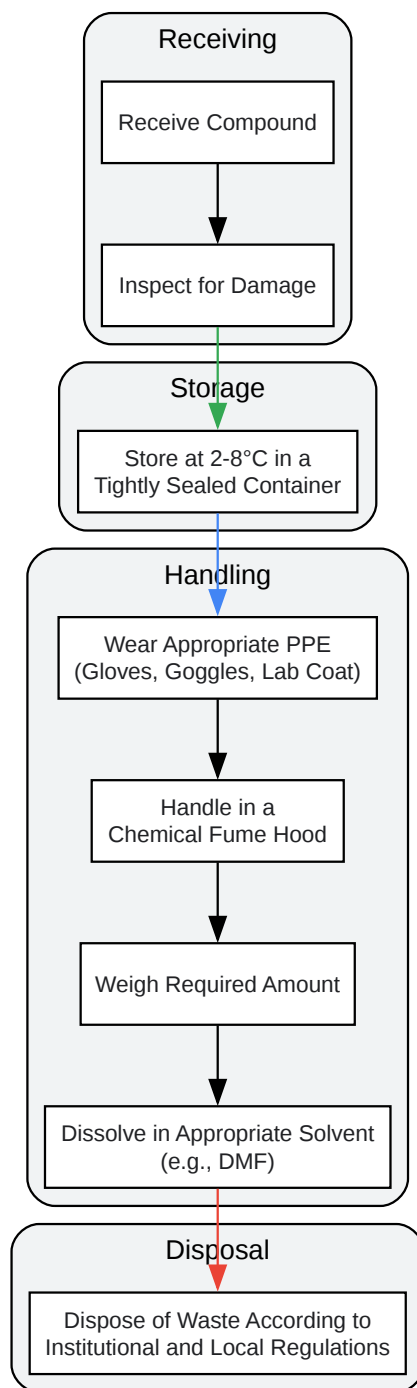 Receiving
Receive Compound
Inspect for Damage
Storage
Store at 2-8°C in a
Tightly Sealed Container
Handling
Wear Appropriate PPE
(Gloves, Goggles, Lab Coat)
Handle in a
Chemical Fume Hood
Weigh Required Amount
Dissolve in Appropriate Solvent
(e.g., DMF)
Disposal
Dispose of Waste According to
Institutional and Local Regulations